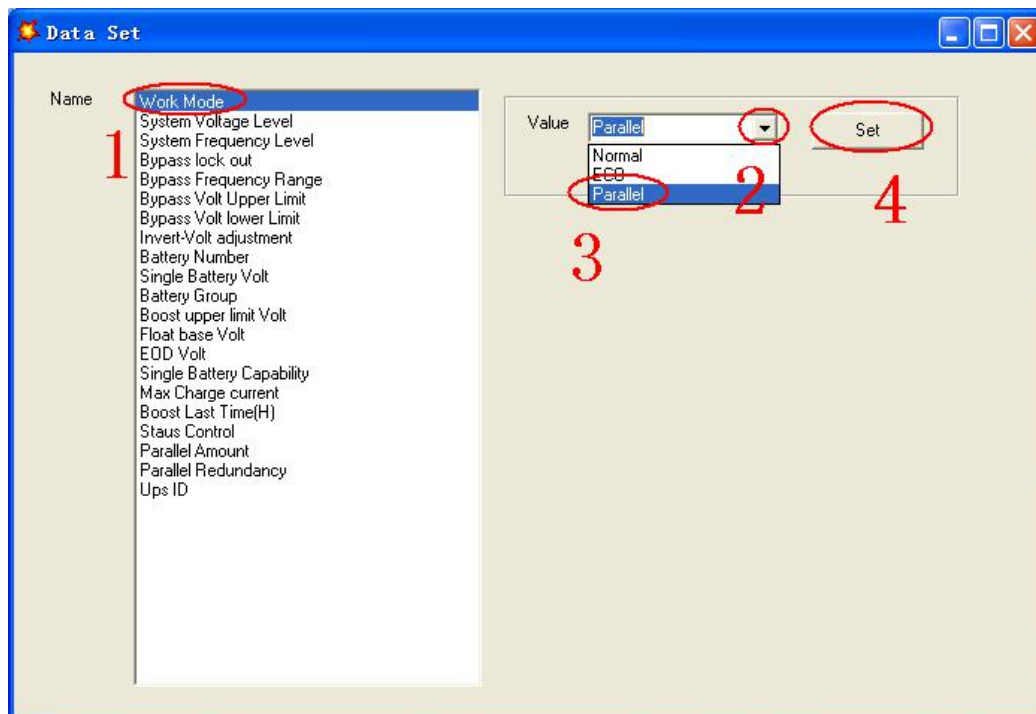 Data Set
Name
Work Mode
System Voltage Level
System Frequency Level
Bypass lock out
Bypass Frequency Range
Bypass Volt Upper Limit
Bypass Volt lower Limit
Invert-Volt adjustment
Battery Number
Single Battery Volt
Battery Group
Boost upper limit Volt
Float base Volt
EOD Volt
Single Battery Capability
Max Charge current
Boost Last Time(H)
Staus Control
Parallel Amount
Parallel Redundancy
Ups ID
1
Value
Parallel
Set
Normal
ECO
Parallel
2
3
4